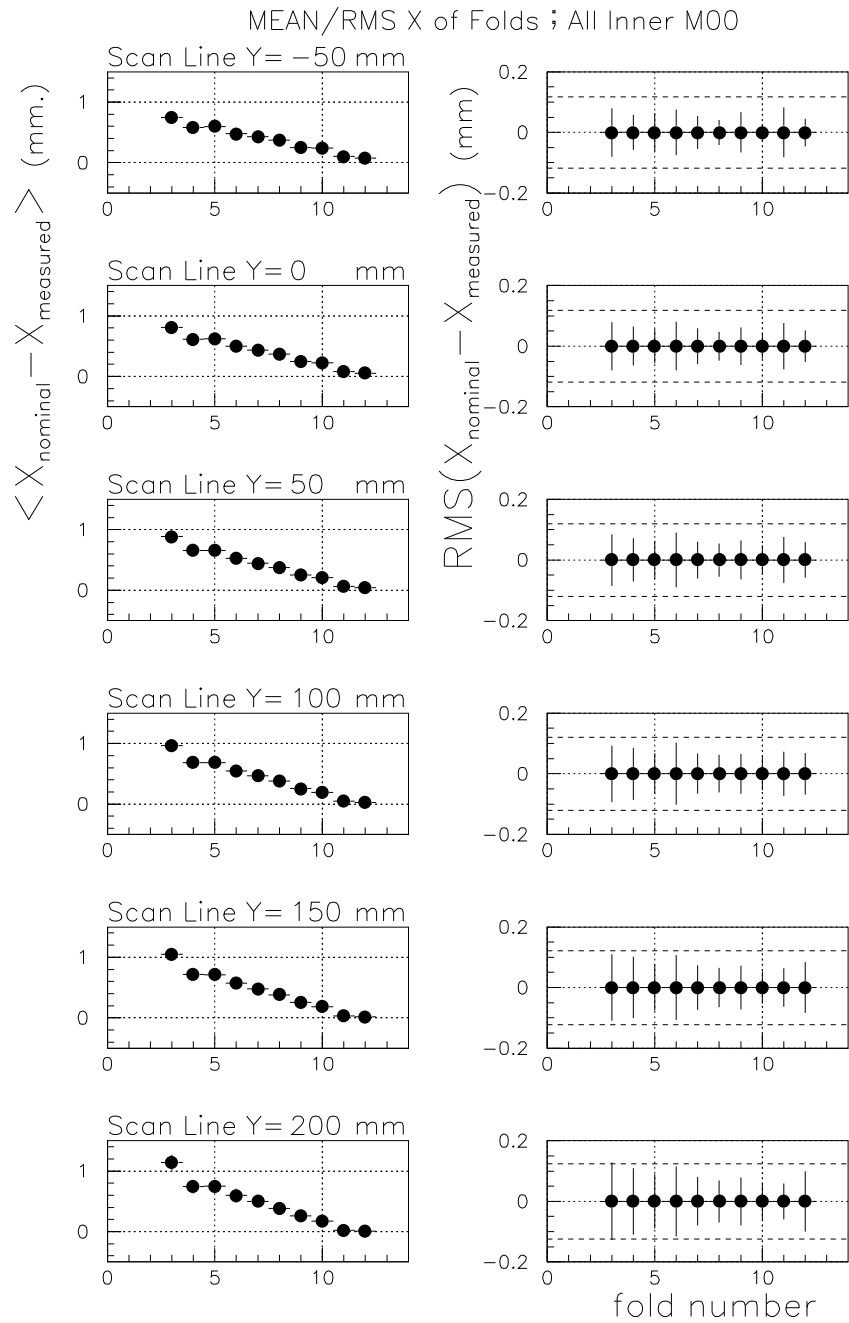 MEAN/RMS X of Folds ; All Inner M00
<X_nominal − X_measured> (mm.)
RMS(X_nominal − X_measured) (mm)
Scan Line Y= −50 mm
1
0
0 5 10
0.2
0
−0.2
0 5 10
Scan Line Y= 0 mm
1
0
0 5 10
0.2
0
−0.2
0 5 10
Scan Line Y= 50 mm
1
0
0 5 10
0.2
0
−0.2
0 5 10
Scan Line Y= 100 mm
1
0
0 5 10
0.2
0
−0.2
0 5 10
Scan Line Y= 150 mm
1
0
0 5 10
0.2
0
−0.2
0 5 10
Scan Line Y= 200 mm
1
0
0 5 10
0.2
0
−0.2
0 5 10
fold number